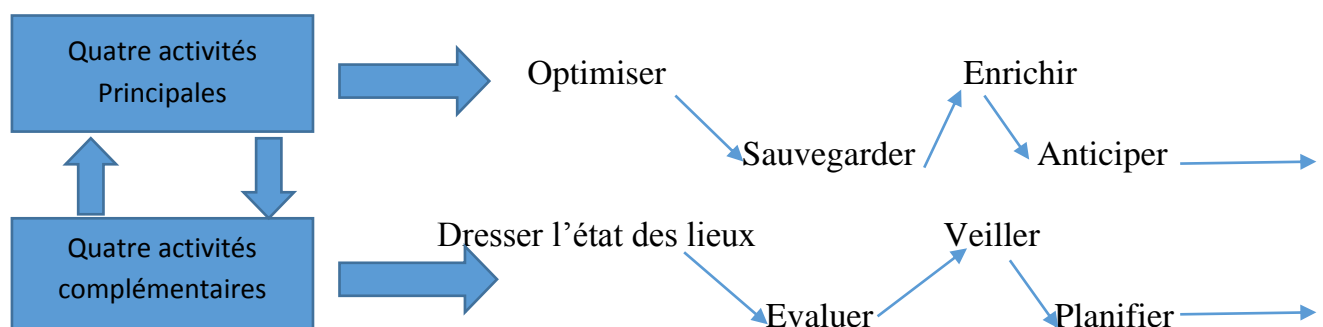 Quatre activités
Principales
Optimiser
Enrichir
Sauvegarder
Anticiper
Quatre activités
complémentaires
Dresser l’état des lieux
Veiller
Evaluer
Planifier